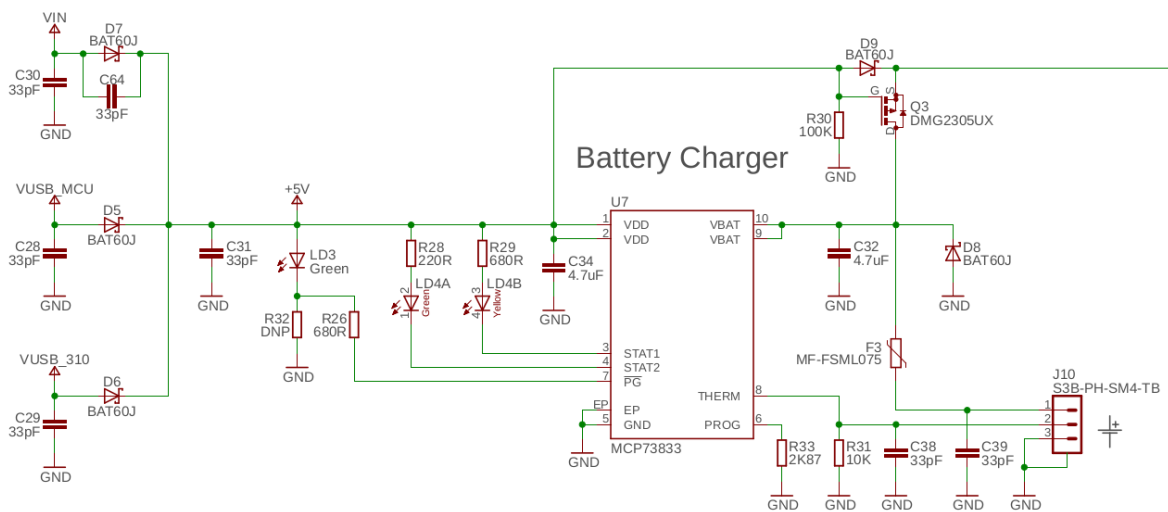 VIN
D7
BAT60J
C30
33pF
C64
33pF
GND
D9
BAT60J
G
S
D
Q3
DMG2305UX
R30
100K
GND
Battery Charger
VUSB_MCU
D5
BAT60J
C28
33pF
GND
C31
33pF
GND
+5V
LD3
Green
R32
DNP
R26
680R
GND
R28
220R
R29
680R
LD4A
LD4B
2
1
Green
3
4
Yellow
C34
4.7uF
GND
U7
1
VDD
2
VDD
VBAT
10
VBAT
9
3
STAT1
4
STAT2
7
PG
EP
EP
5
GND
THERM
8
PROG
6
MCP73833
GND
C32
4.7uF
GND
D8
BAT60J
GND
F3
MF-FSML075
VUSB_310
D6
BAT60J
C29
33pF
GND
J10
S3B-PH-SM4-TB
1
2
3
+
R33
2K87
R31
10K
C38
33pF
C39
33pF
GND
GND
GND
GND
GND